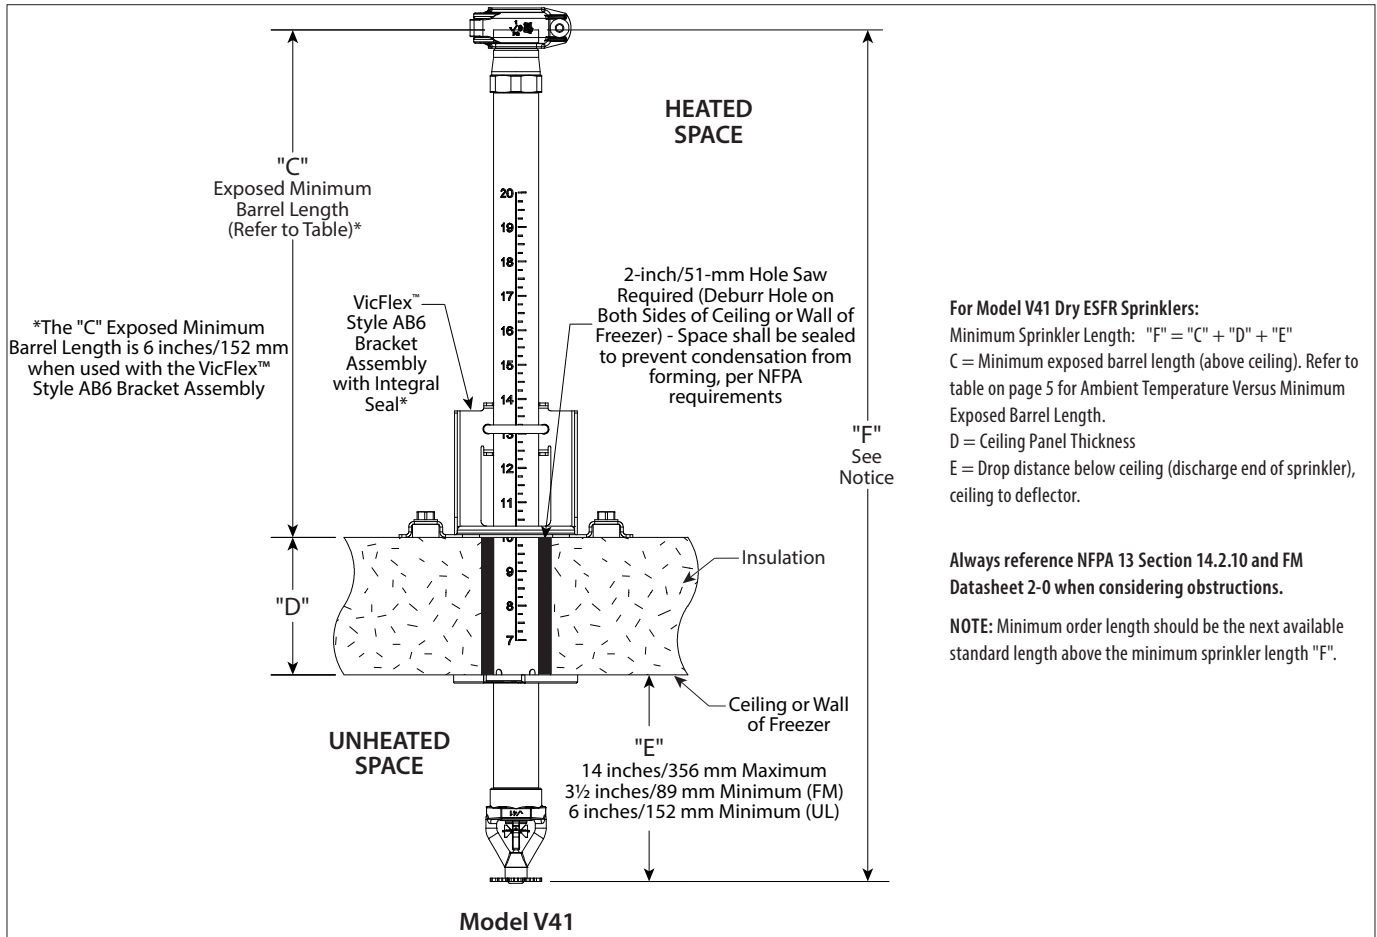 HEATED
SPACE
"C"
Exposed Minimum
Barrel Length
(Refer to Table)*
*The "C" Exposed Minimum
Barrel Length is 6 inches/152 mm
when used with the VicFlex™
Style AB6 Bracket Assembly
VicFlex™
Style AB6
Bracket
Assembly
with Integral
Seal*
20
19
18
17
16
15
14
13
12
11
10
9
8
7
2-inch/51-mm Hole Saw
Required (Deburr Hole on
Both Sides of Ceiling or Wall of
Freezer) - Space shall be sealed
to prevent condensation from
forming, per NFPA
requirements
"F"
See
Notice
"D"
Insulation
Ceiling or Wall
of Freezer
UNHEATED
SPACE
"E"
14 inches/356 mm Maximum
3½ inches/89 mm Minimum (FM)
6 inches/152 mm Minimum (UL)
V41
Model V41
For Model V41 Dry ESFR Sprinklers:
Minimum Sprinkler Length: "F" = "C" + "D" + "E"
C = Minimum exposed barrel length (above ceiling). Refer to
table on page 5 for Ambient Temperature Versus Minimum
Exposed Barrel Length.
D = Ceiling Panel Thickness
E = Drop distance below ceiling (discharge end of sprinkler),
ceiling to deflector.
Always reference NFPA 13 Section 14.2.10 and FM
Datasheet 2-0 when considering obstructions.
NOTE: Minimum order length should be the next available
standard length above the minimum sprinkler length "F".